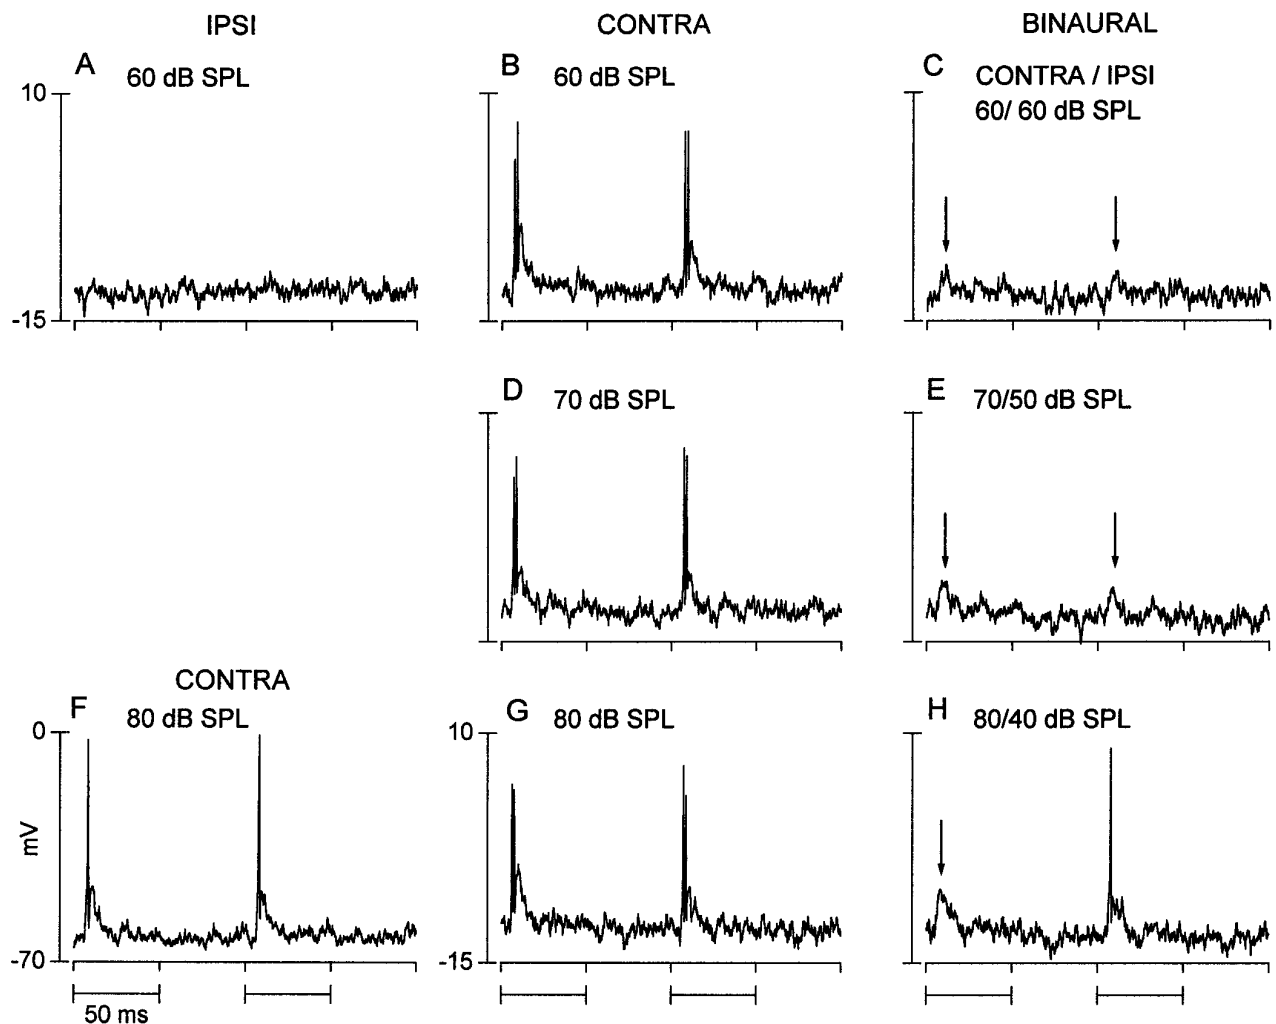 IPSI
CONTRA
BINAURAL
A
60 dB SPL
B
60 dB SPL
C
CONTRA / IPSI
60/ 60 dB SPL
10
-15
D
70 dB SPL
E
70/50 dB SPL
CONTRA
F
80 dB SPL
G
80 dB SPL
H
80/40 dB SPL
0
10
mV
-70
-15
50 ms